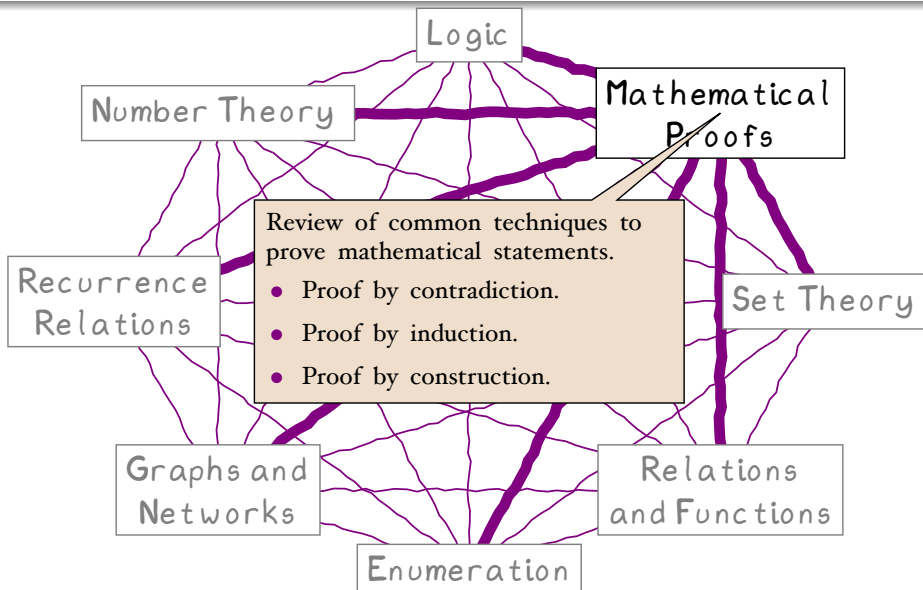 Logic
Mathematical
Proofs
Number Theory
Review of common techniques to
prove mathematical statements.
• Proof by contradiction.
• Proof by induction.
• Proof by construction.
Recurrence
Relations
Set Theory
Graphs and
Networks
Relations
and Functions
Enumeration